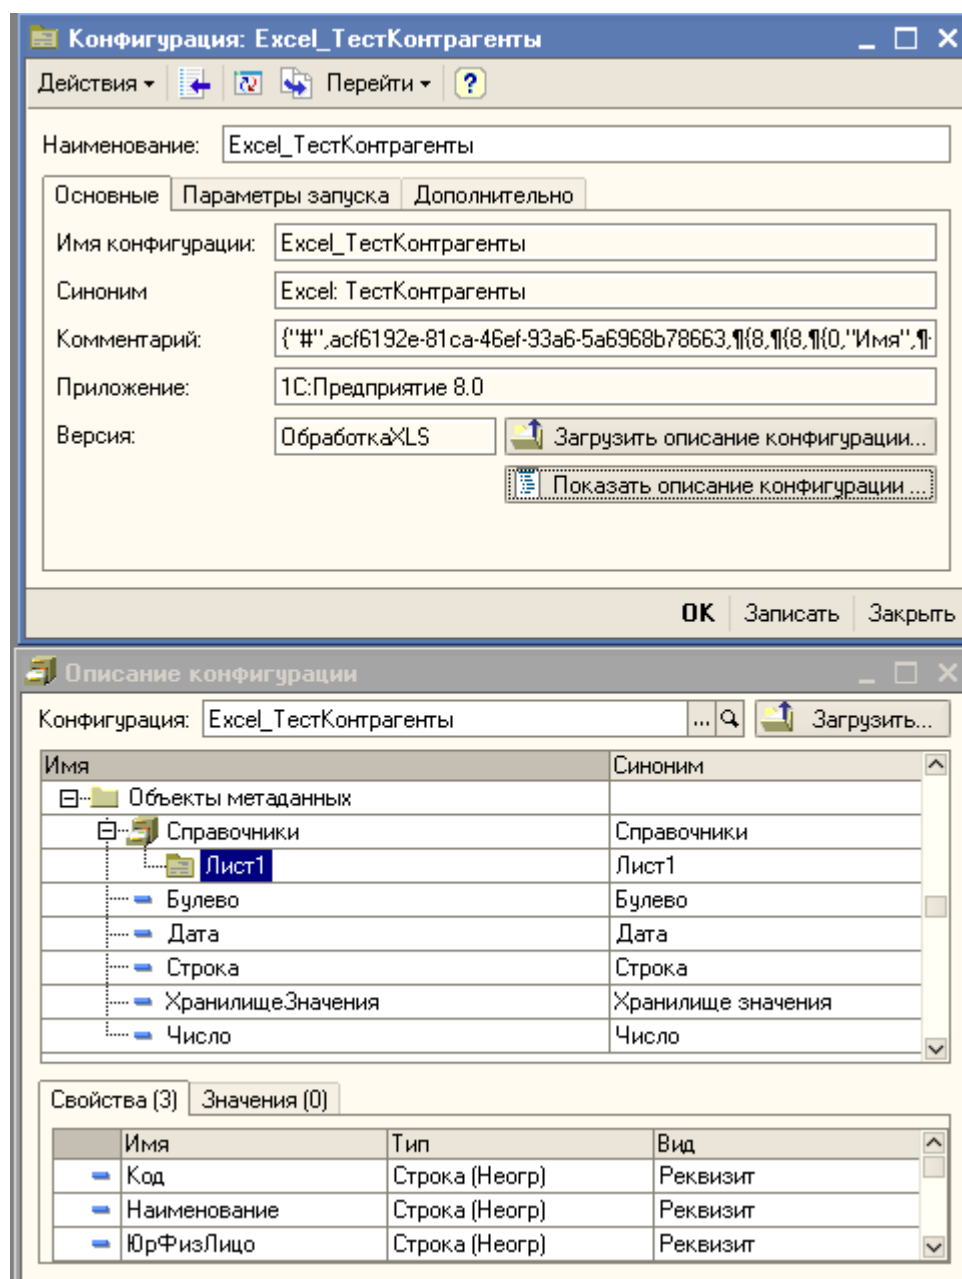 Конфигурация: Excel_ТестКонтрагенты
Действия Перейти ?
Наименование: Excel_ТестКонтрагенты
Основные Параметры запуска Дополнительно
Имя конфигурации: Excel_ТестКонтрагенты
Синоним Excel: ТестКонтрагенты
Комментарий: {"#",acf6192e-81ca-46ef-93a6-5a6968b78663,¶{8,¶{8,¶{0,"Имя",¶
Приложение: 1С:Предприятие 8.0
Версия: ОбработкаXLS Загрузить описание конфигурации...
Показать описание конфигурации ...
OK Записать Закрыть
Описание конфигурации
Конфигурация: Excel_ТестКонтрагенты ... Загрузить...
Имя Синоним
Объекты метаданных
Справочники Справочники
Лист1 Лист1
Булево Булево
Дата Дата
Строка Строка
ХранилищеЗначения Хранилище значения
Число Число
Свойства (3) Значения (0)
Имя Тип Вид
Код Строка (Неогр) Реквизит
Наименование Строка (Неогр) Реквизит
ЮрФизЛицо Строка (Неогр) Реквизит